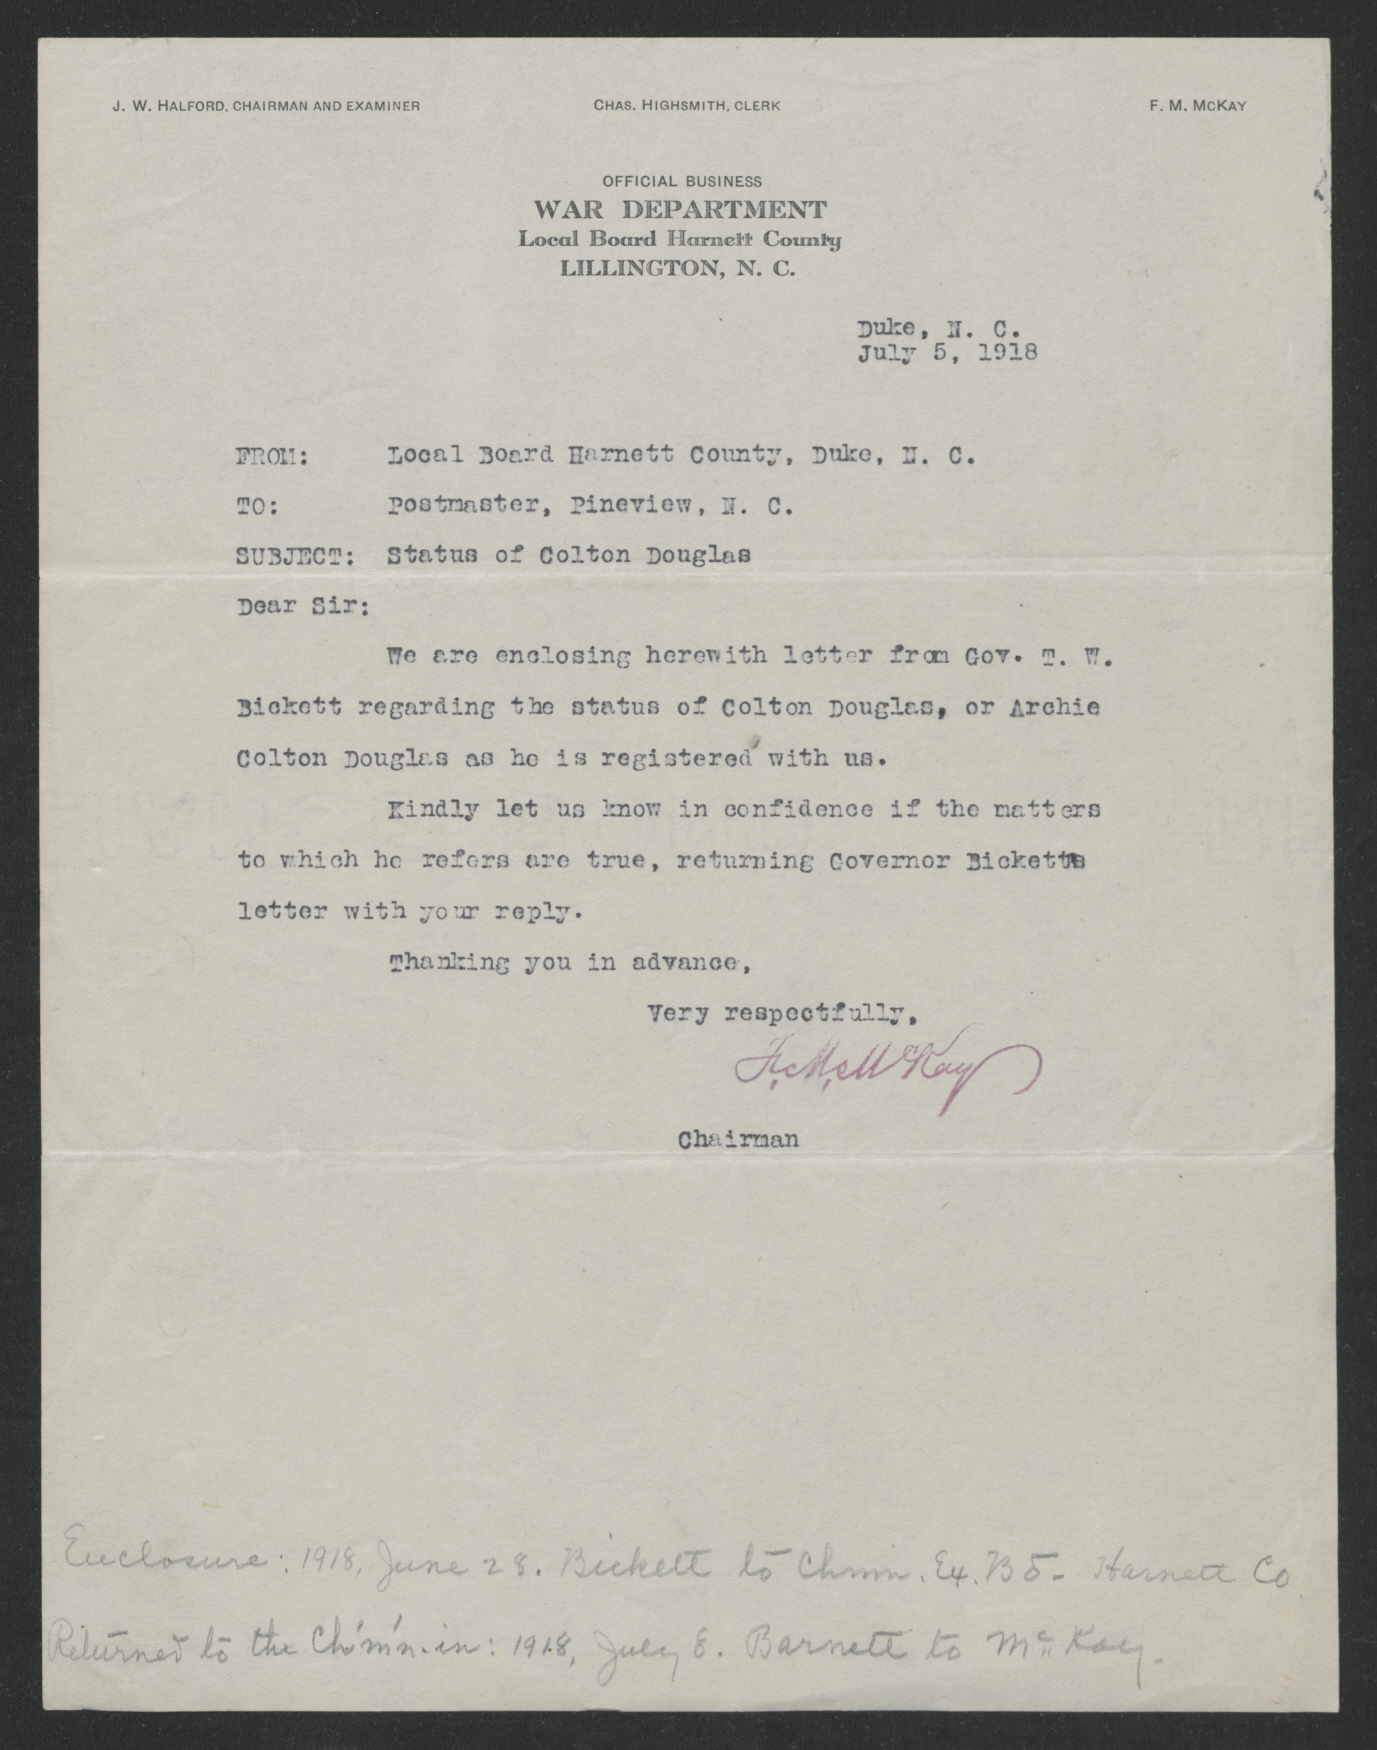 J. W. HALFORD, CHAIRMAN AND EXAMINER CHAS. HIGHSMITH, CLERK F. M. McKAY
OFFICIAL BUSINESS
WAR DEPARTMENT
Local Board Harnett County
LILLINGTON, N. C.
Duke, N. C.
July 5, 1918
FROM: Local Board Harnett County, Duke, N. C.
TO: Postmaster, Pineview, N. C.
SUBJECT: Status of Colton Douglas
Dear Sir:
We are enclosing herewith letter from Gov. T. W.
Bickett regarding the status of Colton Douglas, or Archie
Colton Douglas as he is registered with us.
Kindly let us know in confidence if the matters
to which he refers are true, returning Governor Bicketts
letter with your reply.
Thanking you in advance,
Very respectfully,
F. M. McKay
Chairman
Enclosure: 1918, June 28. Bickett to Chmn. Ex. Bd- Harnett Co.
Returned to the Ch'm'n. in: 1918, July 8. Barnett to McKay.